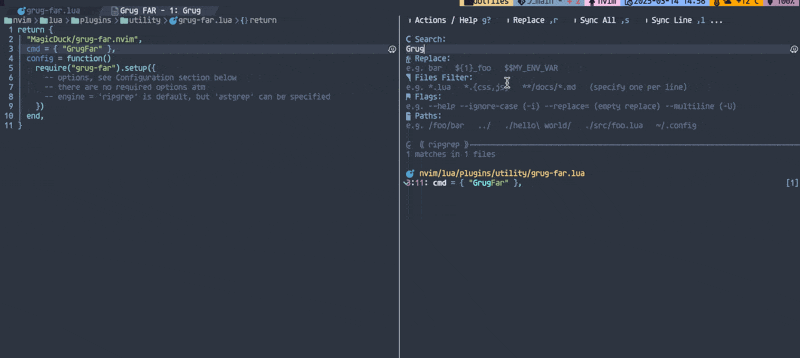 dotfiles main nvim 2025-03-14 14:56 +12 C 100%
grug-far.lua Grug FAR - 1: Grug
nvim › lua › plugins › utility › grug-far.lua › {} return
1 return {
2 "MagicDuck/grug-far.nvim",
3 cmd = { "GrugFar" },
4 config = function()
5 require("grug-far").setup({
6 -- options, see Configuration section below
7 -- there are no required options atm
8 -- engine = 'ripgrep' is default, but 'astgrep' can be specified
9 })
10 end,
11 }
Actions / Help g? Replace ,r Sync All ,s Sync Line ,l ...
Search:
Grug
Replace:
e.g. bar ${1}_foo $$MY_ENV_VAR
Files Filter:
e.g. *.lua *.{css,js} **/docs/*.md (specify one per line)
Flags:
e.g. --help --ignore-case (-i) --replace= (empty replace) --multiline (-U)
Paths:
e.g. /foo/bar ../ ./hello\ world/ ./src/foo.lua ~/.config
ripgrep
1 matches in 1 files
nvim/lua/plugins/utility/grug-far.lua
3:11: cmd = { "GrugFar" }, [1]